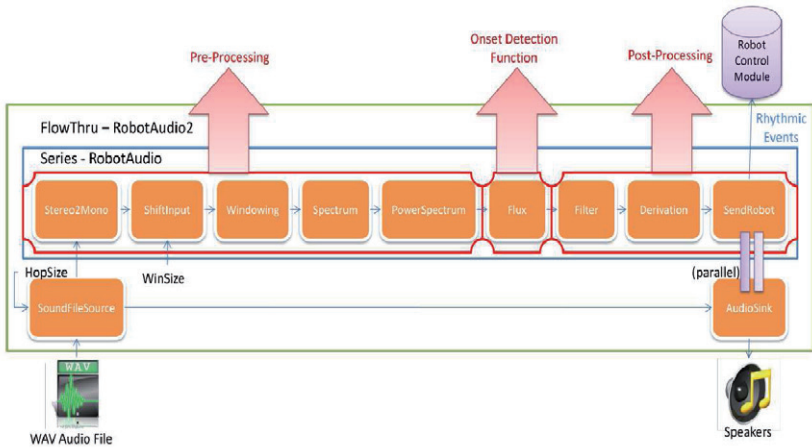 Pre-Processing
Onset Detection
Function
Post-Processing
Robot
Control
Module
FlowThru – RobotAudio2
Rhythmic
Events
Series - RobotAudio
Stereo2Mono
ShiftInput
Windowing
Spectrum
PowerSpectrum
Flux
Filter
Derivation
SendRobot
HopSize
WinSize
(parallel)
SoundFileSource
AudioSink
WAV
WAV Audio File
Speakers